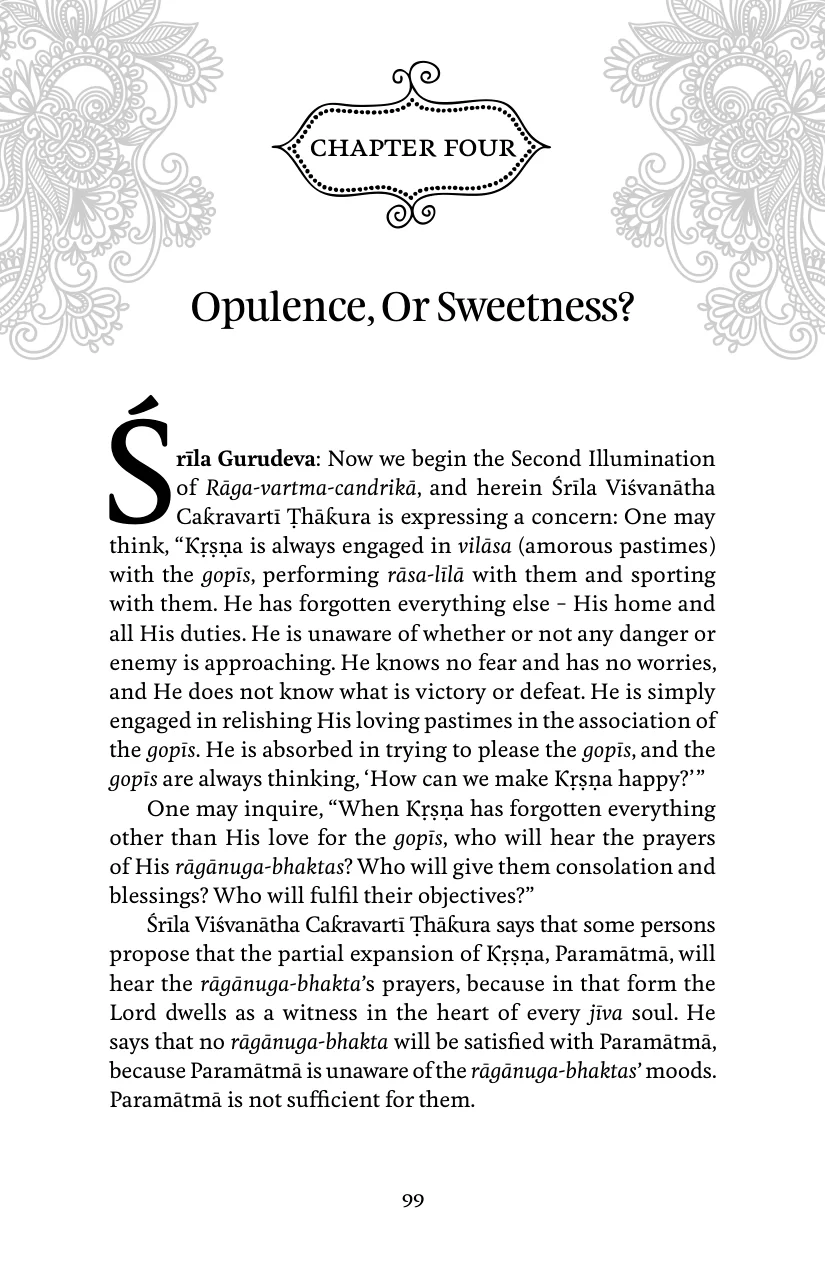 CHAPTER FOUR
Opulence, Or Sweetness?
Śrīla Gurudeva: Now we begin the Second Illumination
of Rāga-vartma-candrikā, and herein Śrīla Viśvanātha
Cakravartī Ṭhākura is expressing a concern: One may
think, “Kṛṣṇa is always engaged in vilāsa (amorous pastimes)
with the gopīs, performing rāsa-līlā with them and sporting
with them. He has forgotten everything else – His home and
all His duties. He is unaware of whether or not any danger or
enemy is approaching. He knows no fear and has no worries,
and He does not know what is victory or defeat. He is simply
engaged in relishing His loving pastimes in the association of
the gopīs. He is absorbed in trying to please the gopīs, and the
gopīs are always thinking, ‘How can we make Kṛṣṇa happy?’”
One may inquire, “When Kṛṣṇa has forgotten everything
other than His love for the gopīs, who will hear the prayers
of His rāgānuga-bhaktas? Who will give them consolation and
blessings? Who will fulfil their objectives?”
Śrīla Viśvanātha Cakravartī Ṭhākura says that some persons
propose that the partial expansion of Kṛṣṇa, Paramātmā, will
hear the rāgānuga-bhakta’s prayers, because in that form the
Lord dwells as a witness in the heart of every jīva soul. He
says that no rāgānuga-bhakta will be satisfied with Paramātmā,
because Paramātmā is unaware of the rāgānuga-bhaktas’ moods.
Paramātmā is not sufficient for them.
99